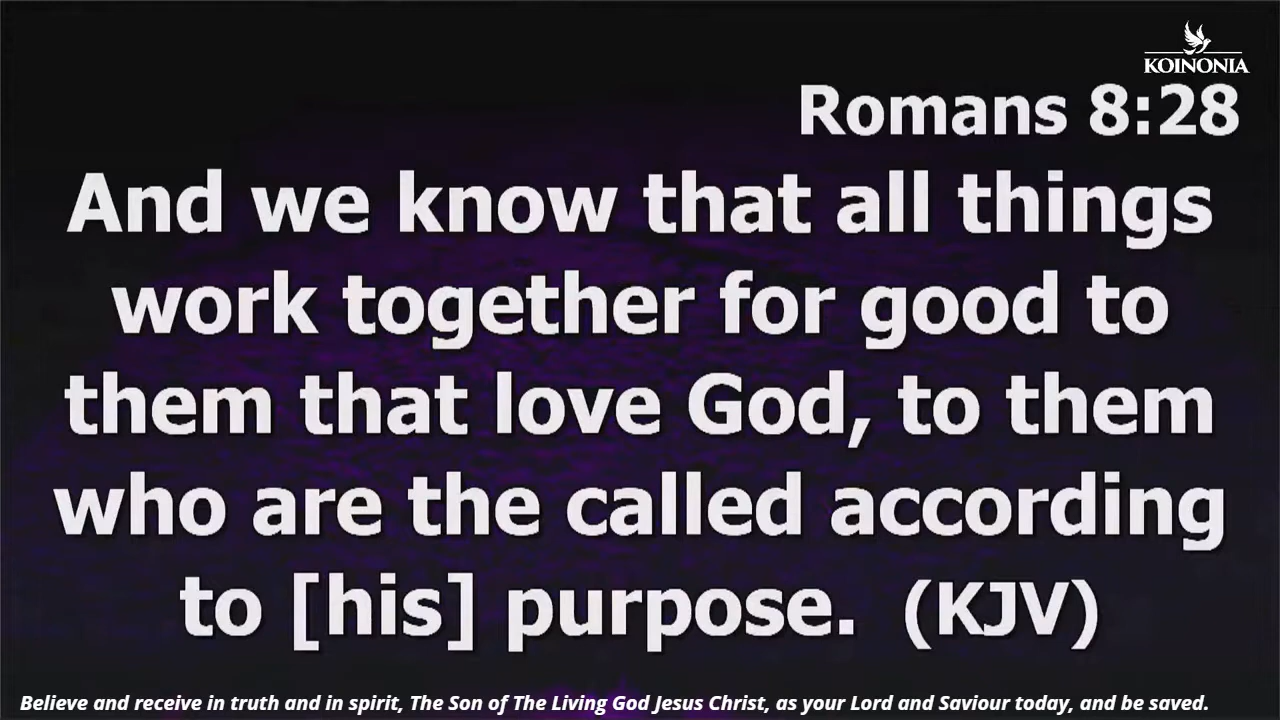 KOINONIA
Romans 8:28
And we know that all things
work together for good to
them that love God, to them
who are the called according
to [his] purpose. (KJV)
Believe and receive in truth and in spirit, The Son of The Living God Jesus Christ, as your Lord and Saviour today, and be saved.